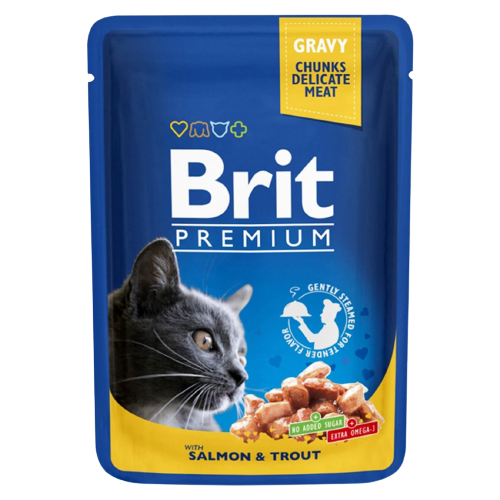 GRAVY
CHUNKS
DELICATE
MEAT
Brit
PREMIUM
GENTLY STEAMED FOR TENDER FLAVOR
NO ADDED SUGAR
EXTRA OMEGA-3
WITH
SALMON & TROUT